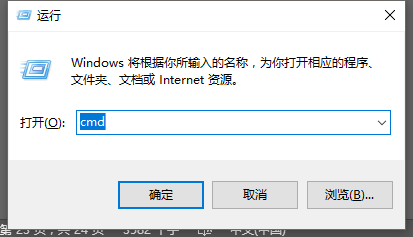 运行
Windows 将根据你所输入的名称，为你打开相应的程序、
文件夹、文档或 Internet 资源。
打开(O): cmd
确定 取消 浏览(B)...